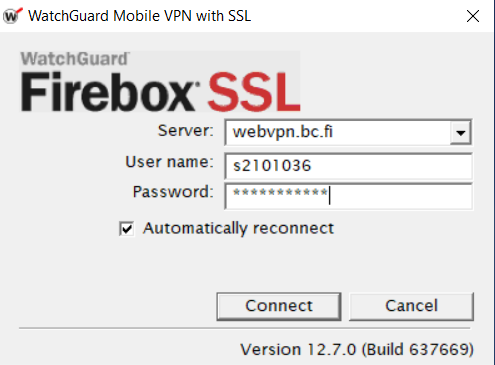 WatchGuard Mobile VPN with SSL
WatchGuard
Firebox SSL
Server: webvpn.bc.fi
User name: s2101036
Password: ***********
Automatically reconnect
Connect Cancel
Version 12.7.0 (Build 637669)